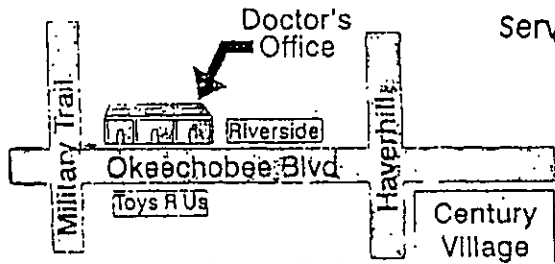 Doctor's
Office
Serv
Military Trail
Riverside
Haverhill
Okeechobee Blvd
Toys R Us
Century
Village